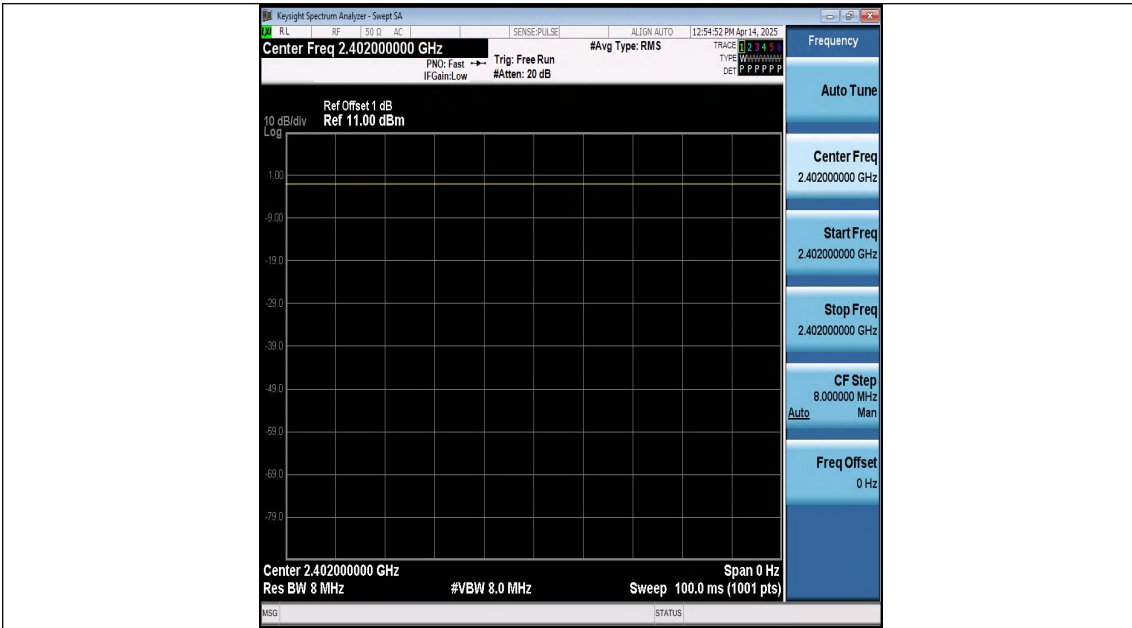 Keysight Spectrum Analyzer - Swept SA
LXI RL RF 50 Ω AC SENSE:PULSE ALIGN AUTO 12:54:52 PM Apr 14, 2025
Center Freq 2.402000000 GHz
#Avg Type: RMS
TRACE 1 2 3 4 5 6
PNO: Fast
Trig: Free Run
TYPE
IFGain:Low
#Atten: 20 dB
DET P P P P P P
Ref Offset 1 dB
10 dB/div Ref 11.00 dBm
Log
1.00
-9.00
-19.0
-29.0
-39.0
-49.0
-59.0
-69.0
-79.0
Center 2.402000000 GHz
Span 0 Hz
Res BW 8 MHz
#VBW 8.0 MHz
Sweep 100.0 ms (1001 pts)
MSG
STATUS
Frequency
Auto Tune
Center Freq
2.402000000 GHz
Start Freq
2.402000000 GHz
Stop Freq
2.402000000 GHz
CF Step
8.000000 MHz
Auto Man
Freq Offset
0 Hz